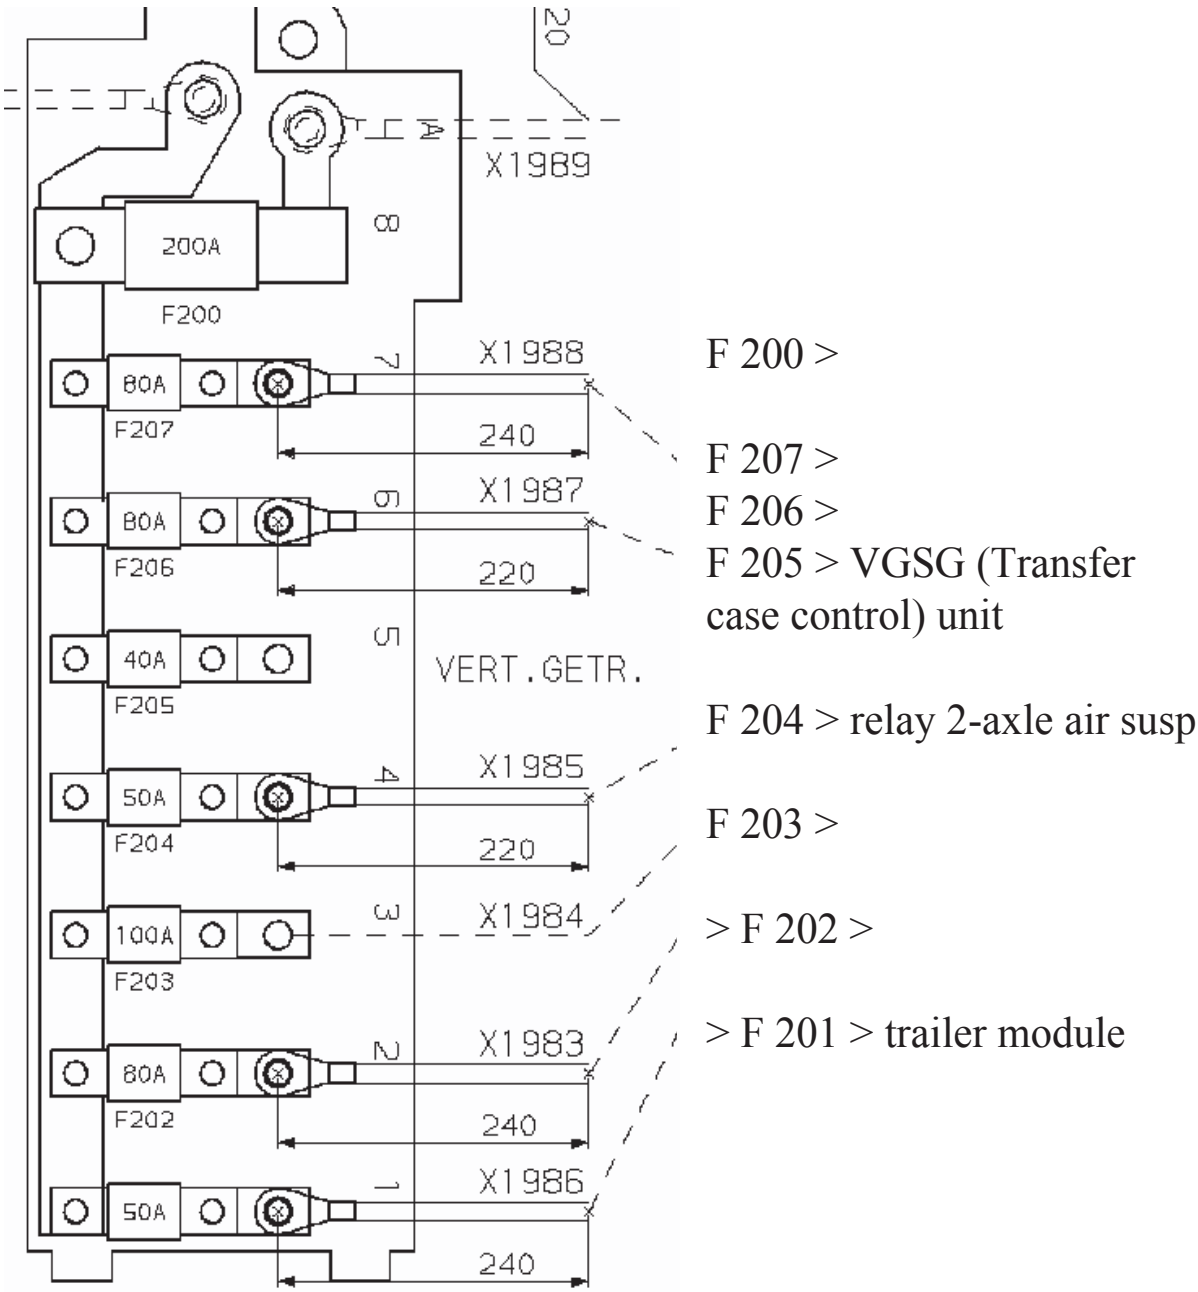 20
A
X1989
8
200A
F200
7
X1988
80A
F207
240
F 200 >
F 207 >
6
X1987
80A
F206
220
F 206 >
F 205 > VGSG (Transfer
case control) unit
5
40A
F205
VERT.GETR.
4
X1985
50A
F204
220
F 204 > relay 2-axle air susp
3
X1984
100A
F203
F 203 >
2
X1983
80A
F202
240
> F 202 >
1
X1986
50A
240
> F 201 > trailer module